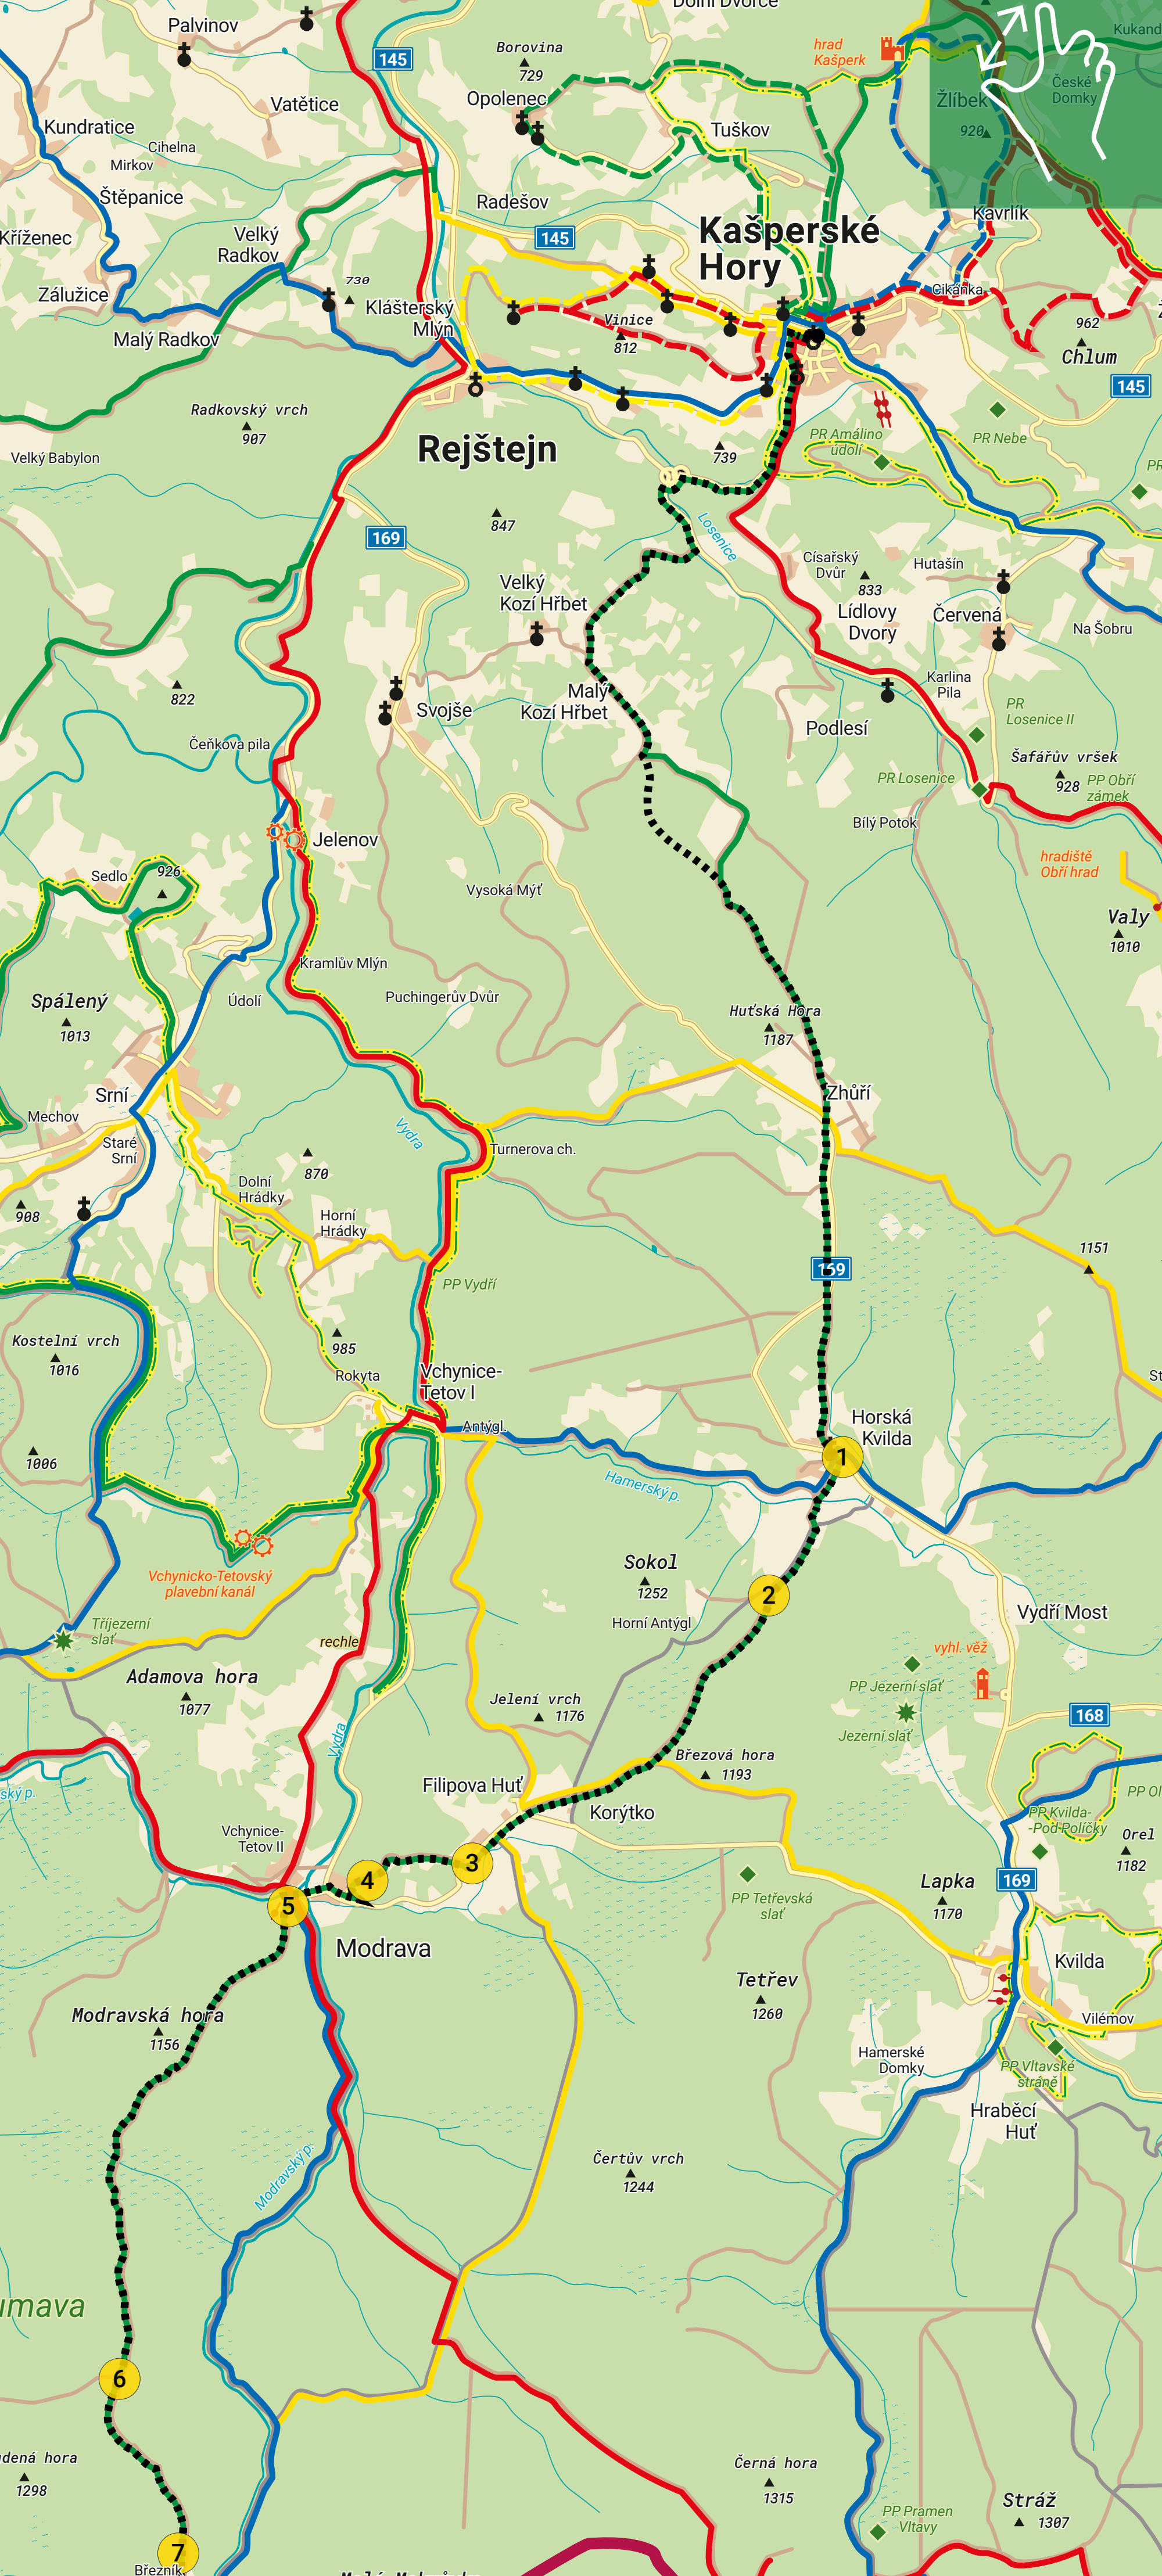 Dolní Dvorce
Palvinov
145
Borovina
729
hrad
Kašperk
Kukand
Opolenec
Žlíbek
České
Domky
Vatětice
920
Kundratice
Tuškov
Cihelna
Mirkov
Štěpanice
Radešov
Kavrlík
Kříženec
Velký
Radkov
145
Kašperské
Hory
730
Zálužice
Klášterský
Mlýn
Cikánka
Vinice
812
962
Chlum
Malý Radkov
145
Radkovský vrch
907
Rejštejn
PR Amálino
údolí
PR Nebe
739
Velký Babylon
PR
847
169
Losenice
Císařský
Dvůr
833
Hutašín
Velký
Kozí Hřbet
Lídlovy
Dvory
Červená
Na Šobru
822
Malý
Kozí Hřbet
Svojše
Karlina
Pila
PR
Losenice II
Podlesí
Čeňkova pila
Šafářův vršek
928
PR Losenice
PP Obří
zámek
Bílý Potok
Jelenov
hradiště
Obří hrad
Sedlo
926
Vysoká Mýť
Valy
1010
Kramlův Mlýn
Spálený
1013
Údolí
Puchingerův Dvůr
Huťská Hora
1187
Srní
Zhůří
Mechov
Vydra
Staré
Srní
Turnerova ch.
870
Dolní
Hrádky
908
Horní
Hrádky
1151
169
PP Vydří
Kostelní vrch
1016
985
Rokyta
Vchynice-
Tetov I
St
Antýgl.
Horská
Kvilda
1006
1
Hamerský p.
Sokol
1252
2
Vchynicko-Tetovský
plavební kanál
Vydří Most
Tříjezerní
slať
Horní Antýgl
rechle
vyhl. věž
Adamova hora
1077
PP Jezerní slať
Jelení vrch
1176
168
Jezerní slať
Vydra
Březová hora
1193
ský p.
Filipova Huť
PP Ol
Korýtko
PP Kvilda-
-Pod Políčky
Vchynice-
Tetov II
Orel
1182
3
4
169
Lapka
1170
5
PP Tetřevská
slať
Modrava
Kvilda
Tetřev
1260
Modravská hora
1156
Vilémov
Hamerské
Domky
PP Vltavské
stráně
Hraběcí
Huť
Modravský p.
Čertův vrch
1244
umava
6
dená hora
1298
Černá hora
1315
Stráž
1307
PP Pramen
Vltavy
7
Březník